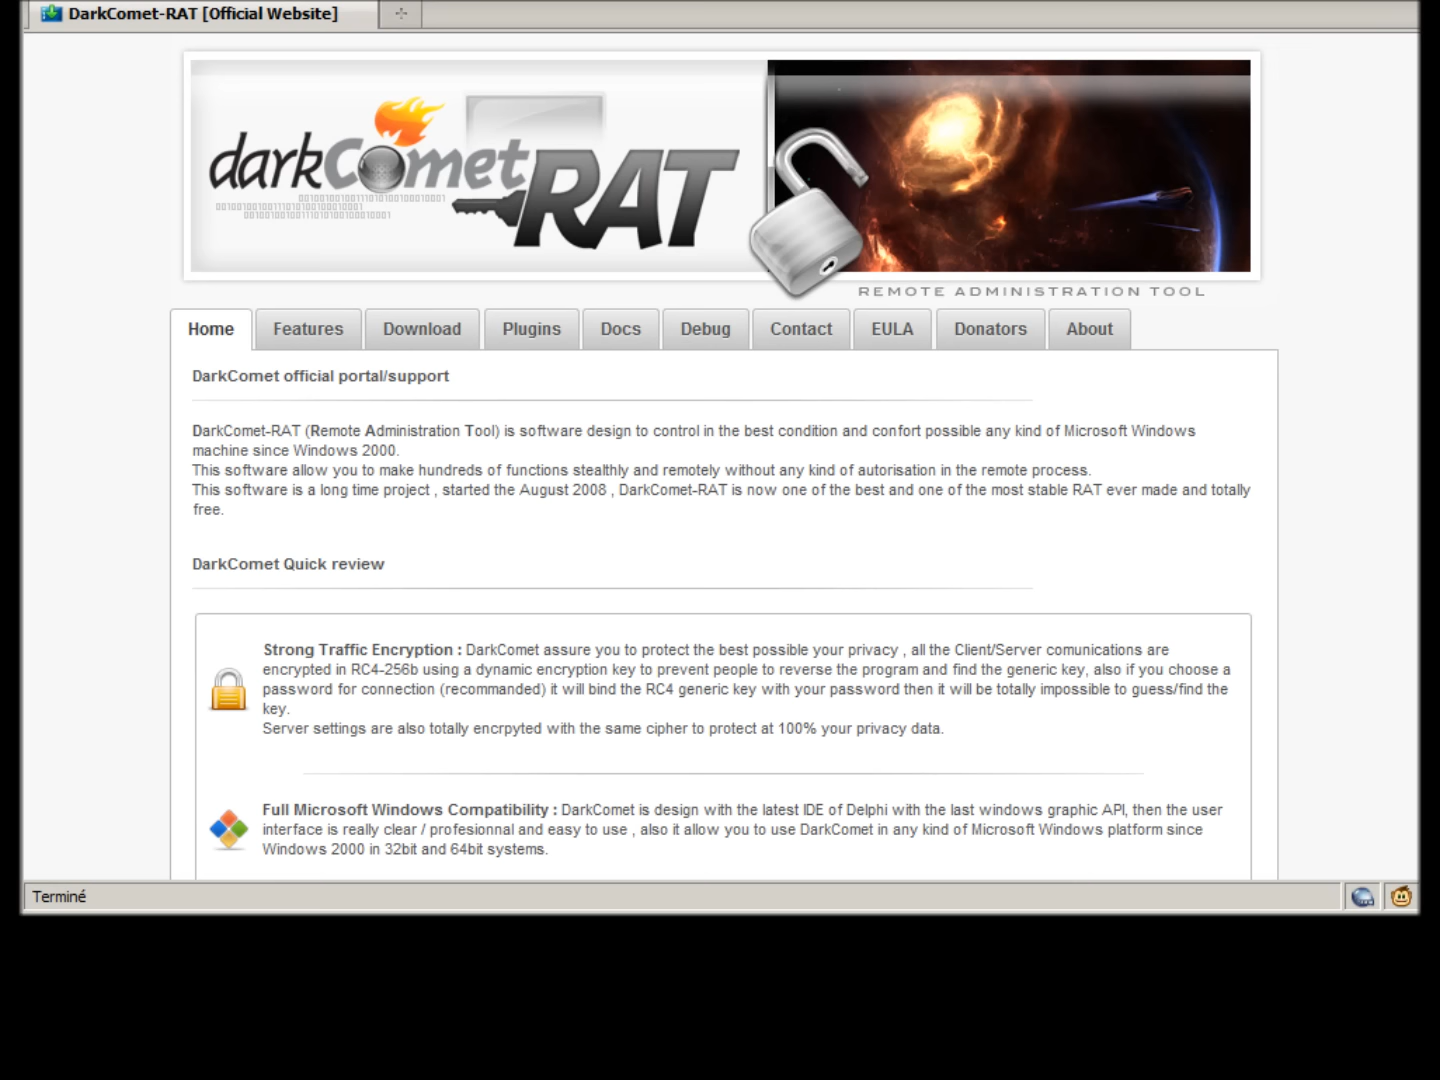 DarkComet-RAT [Official Website]
darkComet RAT
REMOTE ADMINISTRATION TOOL
Home Features Download Plugins Docs Debug Contact EULA Donators About
DarkComet official portal/support
DarkComet-RAT (Remote Administration Tool) is software design to control in the best condition and confort possible any kind of Microsoft Windows
machine since Windows 2000.
This software allow you to make hundreds of functions stealthly and remotely without any kind of autorisation in the remote process.
This software is a long time project , started the August 2008 , DarkComet-RAT is now one of the best and one of the most stable RAT ever made and totally
free.
DarkComet Quick review
Strong Traffic Encryption : DarkComet assure you to protect the best possible your privacy , all the Client/Server comunications are
encrypted in RC4-256b using a dynamic encryption key to prevent people to reverse the program and find the generic key, also if you choose a
password for connection (recommanded) it will bind the RC4 generic key with your password then it will be totally impossible to guess/find the
key.
Server settings are also totally encrpyted with the same cipher to protect at 100% your privacy data.
Full Microsoft Windows Compatibility : DarkComet is design with the latest IDE of Delphi with the last windows graphic API, then the user
interface is really clear / profesionnal and easy to use , also it allow you to use DarkComet in any kind of Microsoft Windows platform since
Windows 2000 in 32bit and 64bit systems.
Terminé